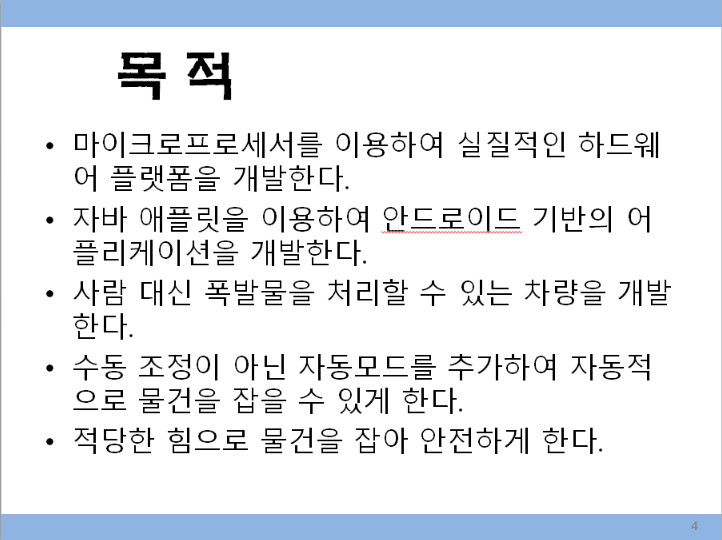 목 적
• 마이크로프로세서를 이용하여 실질적인 하드웨
어 플랫폼을 개발한다.
• 자바 애플릿을 이용하여 안드로이드 기반의 어
플리케이션을 개발한다.
• 사람 대신 폭발물을 처리할 수 있는 차량을 개발
한다.
• 수동 조정이 아닌 자동모드를 추가하여 자동적
으로 물건을 잡을 수 있게 한다.
• 적당한 힘으로 물건을 잡아 안전하게 한다.
4